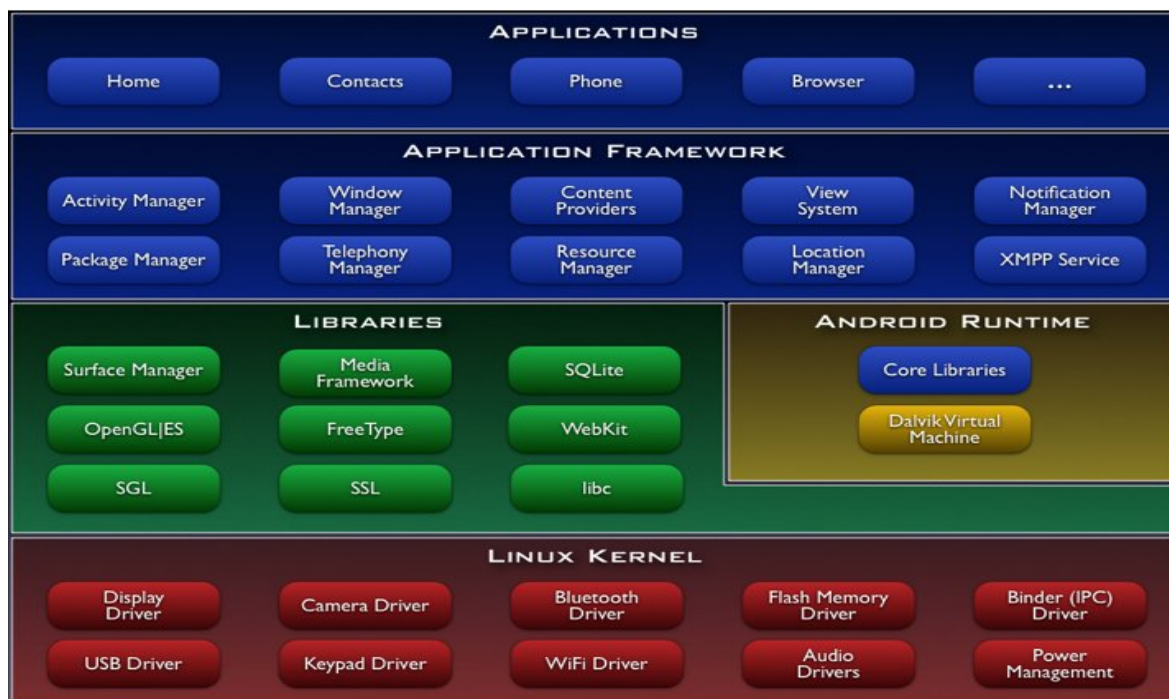 APPLICATIONS
Home
Contacts
Phone
Browser
...
APPLICATION FRAMEWORK
Activity Manager
Window
Manager
Content
Providers
View
System
Notification
Manager
Package Manager
Telephony
Manager
Resource
Manager
Location
Manager
XMPP Service
LIBRARIES
Surface Manager
Media
Framework
SQLite
OpenGL|ES
FreeType
WebKit
SGL
SSL
libc
ANDROID RUNTIME
Core Libraries
Dalvik Virtual
Machine
LINUX KERNEL
Display
Driver
Camera Driver
Bluetooth
Driver
Flash Memory
Driver
Binder (IPC)
Driver
USB Driver
Keypad Driver
WiFi Driver
Audio
Drivers
Power
Management